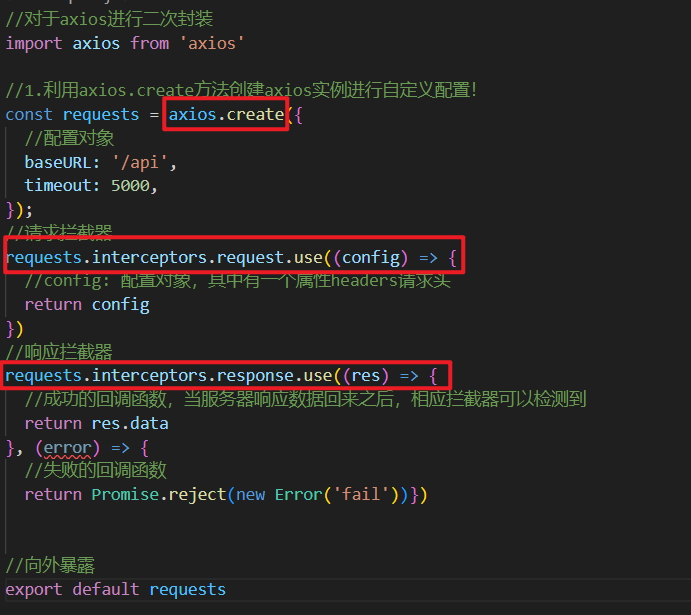 //对于axios进行二次封装
import axios from 'axios'
//1.利用axios.create方法创建axios实例进行自定义配置!
const requests = axios.create({
//配置对象
baseURL: '/api',
timeout: 5000,
});
//请求拦截器
requests.interceptors.request.use((config) => {
//config: 配置对象，其中有一个属性headers请求头
return config
})
//响应拦截器
requests.interceptors.response.use((res) => {
//成功的回调函数，当服务器响应数据回来之后，相应拦截器可以检测到
return res.data
}, (error) => {
//失败的回调函数
return Promise.reject(new Error('fail'))})
//向外暴露
export default requests